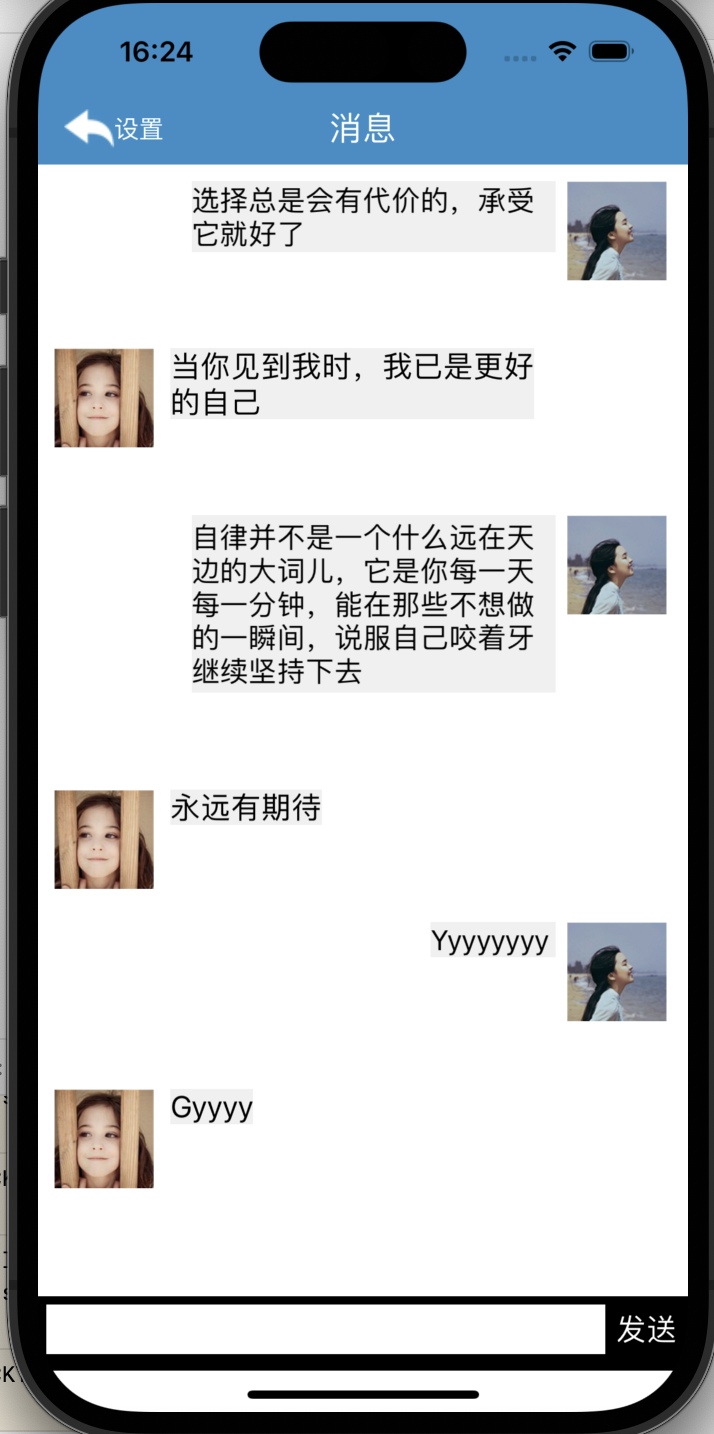 16:24
设置
消息
选择总是会有代价的，承受
它就好了
当你见到我时，我已是更好
的自己
自律并不是一个什么远在天
边的大词儿，它是你每一天
每一分钟，能在那些不想做
的一瞬间，说服自己咬着牙
继续坚持下去
永远有期待
Yyyyyyyy
Gyyyy
发送